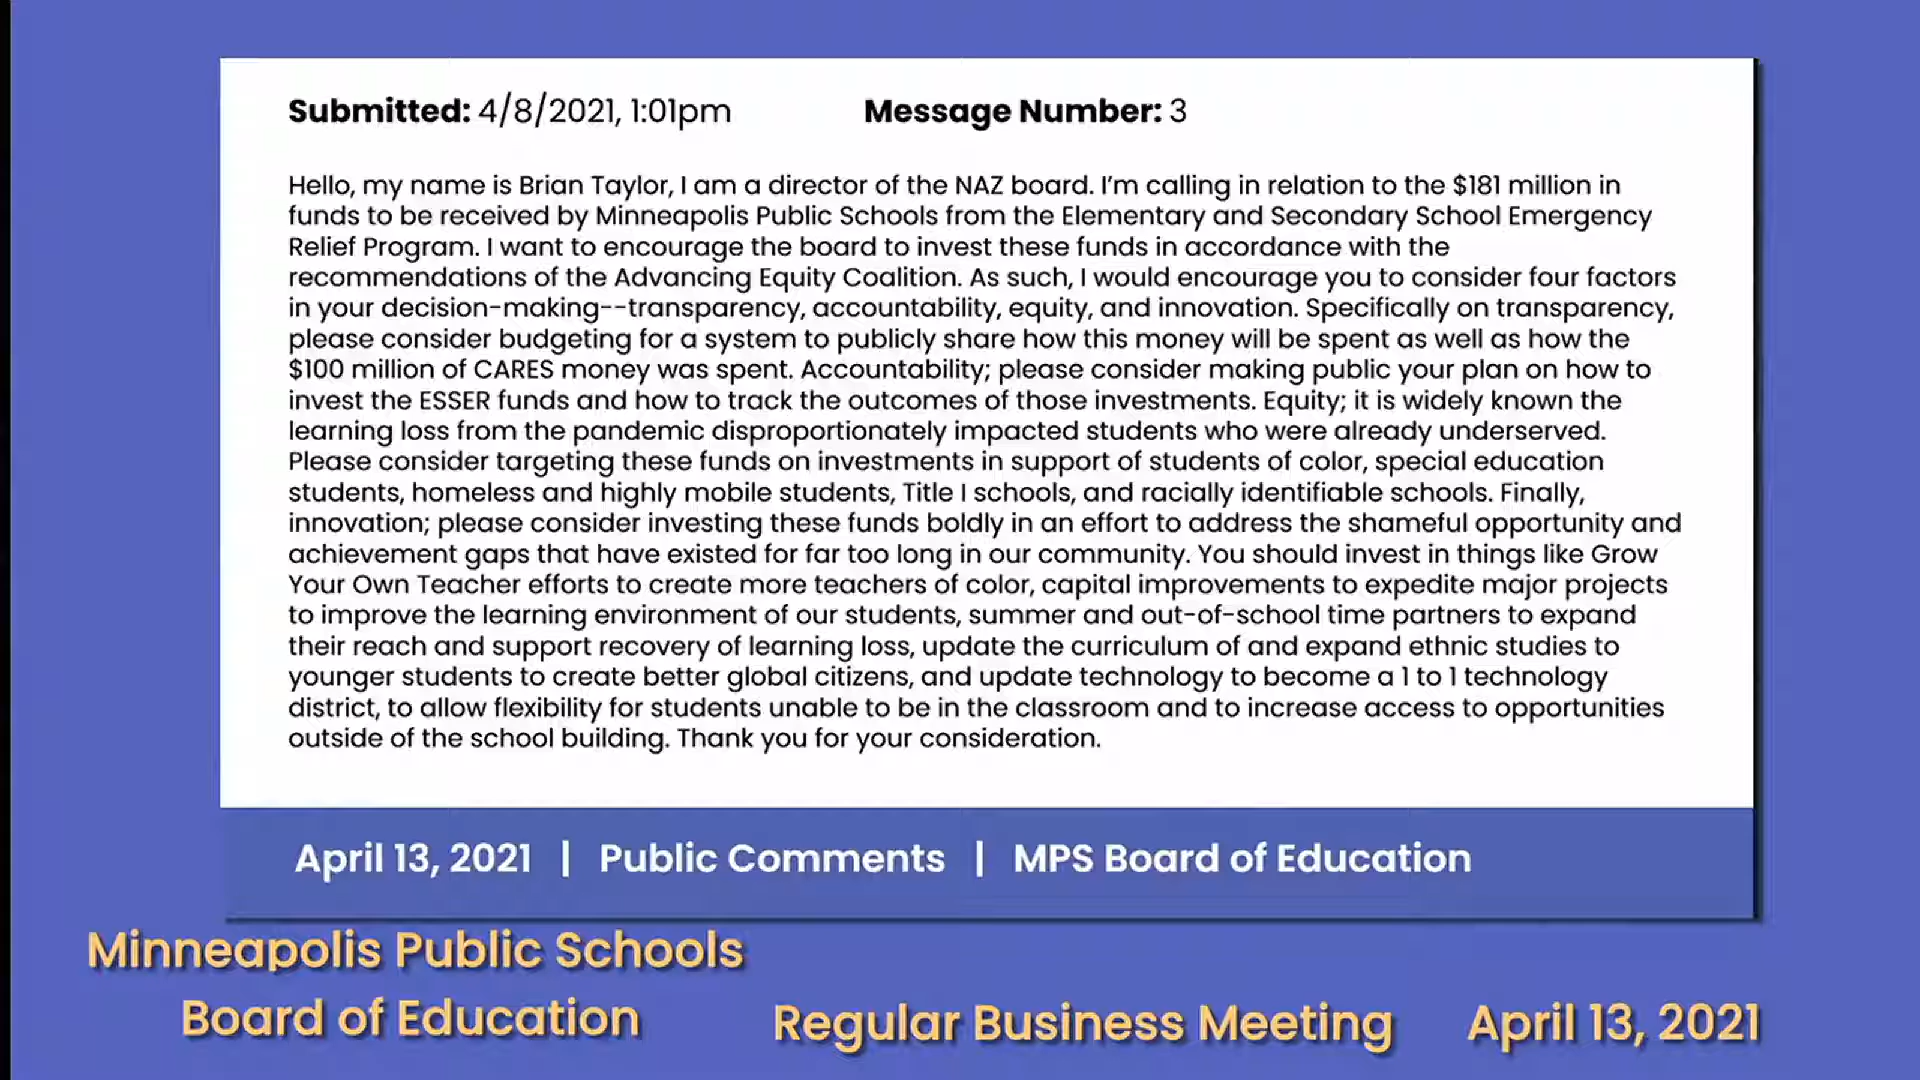 Submitted: 4/8/2021, 1:01pm Message Number: 3
Hello, my name is Brian Taylor, I am a director of the NAZ board. I'm calling in relation to the $181 million in
funds to be received by Minneapolis Public Schools from the Elementary and Secondary School Emergency
Relief Program. I want to encourage the board to invest these funds in accordance with the
recommendations of the Advancing Equity Coalition. As such, I would encourage you to consider four factors
in your decision-making--transparency, accountability, equity, and innovation. Specifically on transparency,
please consider budgeting for a system to publicly share how this money will be spent as well as how the
$100 million of CARES money was spent. Accountability; please consider making public your plan on how to
invest the ESSER funds and how to track the outcomes of those investments. Equity; it is widely known the
learning loss from the pandemic disproportionately impacted students who were already underserved.
Please consider targeting these funds on investments in support of students of color, special education
students, homeless and highly mobile students, Title I schools, and racially identifiable schools. Finally,
innovation; please consider investing these funds boldly in an effort to address the shameful opportunity and
achievement gaps that have existed for far too long in our community. You should invest in things like Grow
Your Own Teacher efforts to create more teachers of color, capital improvements to expedite major projects
to improve the learning environment of our students, summer and out-of-school time partners to expand
their reach and support recovery of learning loss, update the curriculum of and expand ethnic studies to
younger students to create better global citizens, and update technology to become a 1 to 1 technology
district, to allow flexibility for students unable to be in the classroom and to increase access to opportunities
outside of the school building. Thank you for your consideration.
April 13, 2021 | Public Comments | MPS Board of Education
Minneapolis Public Schools
Board of Education Regular Business Meeting April 13, 2021